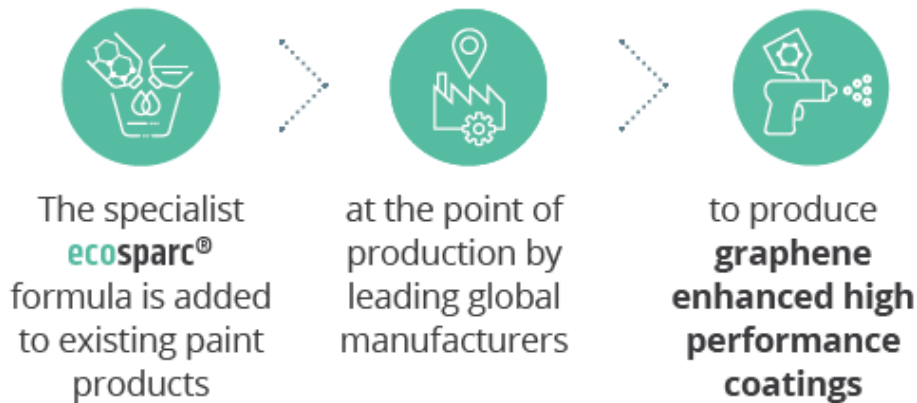 The specialist
ecosparc®
formula is added
to existing paint
products
at the point of
production by
leading global
manufacturers
to produce
graphene
enhanced high
performance
coatings